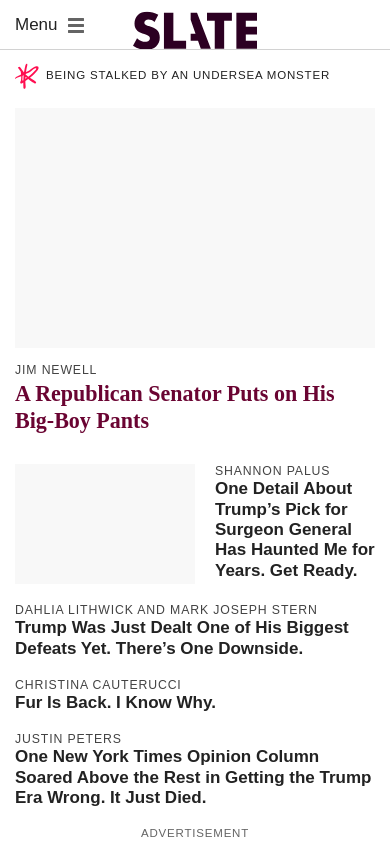 Menu
SLATE
BEING STALKED BY AN UNDERSEA MONSTER
JIM NEWELL
A Republican Senator Puts on His
Big-Boy Pants
SHANNON PALUS
One Detail About
Trump’s Pick for
Surgeon General
Has Haunted Me for
Years. Get Ready.
DAHLIA LITHWICK AND MARK JOSEPH STERN
Trump Was Just Dealt One of His Biggest
Defeats Yet. There’s One Downside.
CHRISTINA CAUTERUCCI
Fur Is Back. I Know Why.
JUSTIN PETERS
One New York Times Opinion Column
Soared Above the Rest in Getting the Trump
Era Wrong. It Just Died.
ADVERTISEMENT